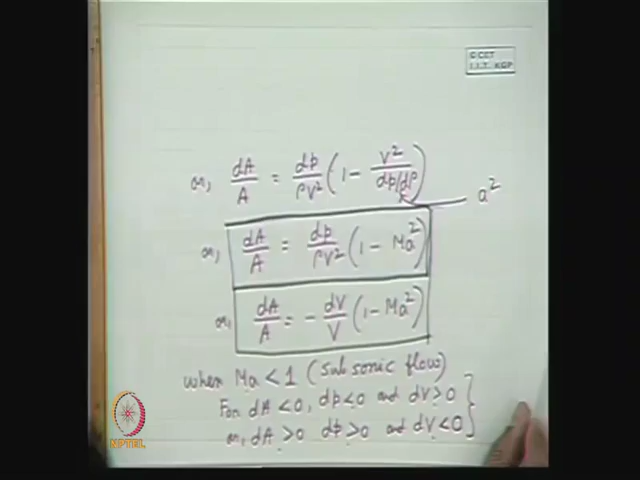 G CET
I.I.T. KGP
or, dA/A = dp/ρV² (1 - V²/(dp/dρ)) a²
or, dA/A = dp/ρV² (1 - Ma²)
or, dA/A = - dV/V (1 - Ma²)
when Ma < 1 (Sub sonic flow)
For dA < 0, dp < 0 and dV > 0
or, dA > 0 dp > 0 and dV < 0
NPTEL